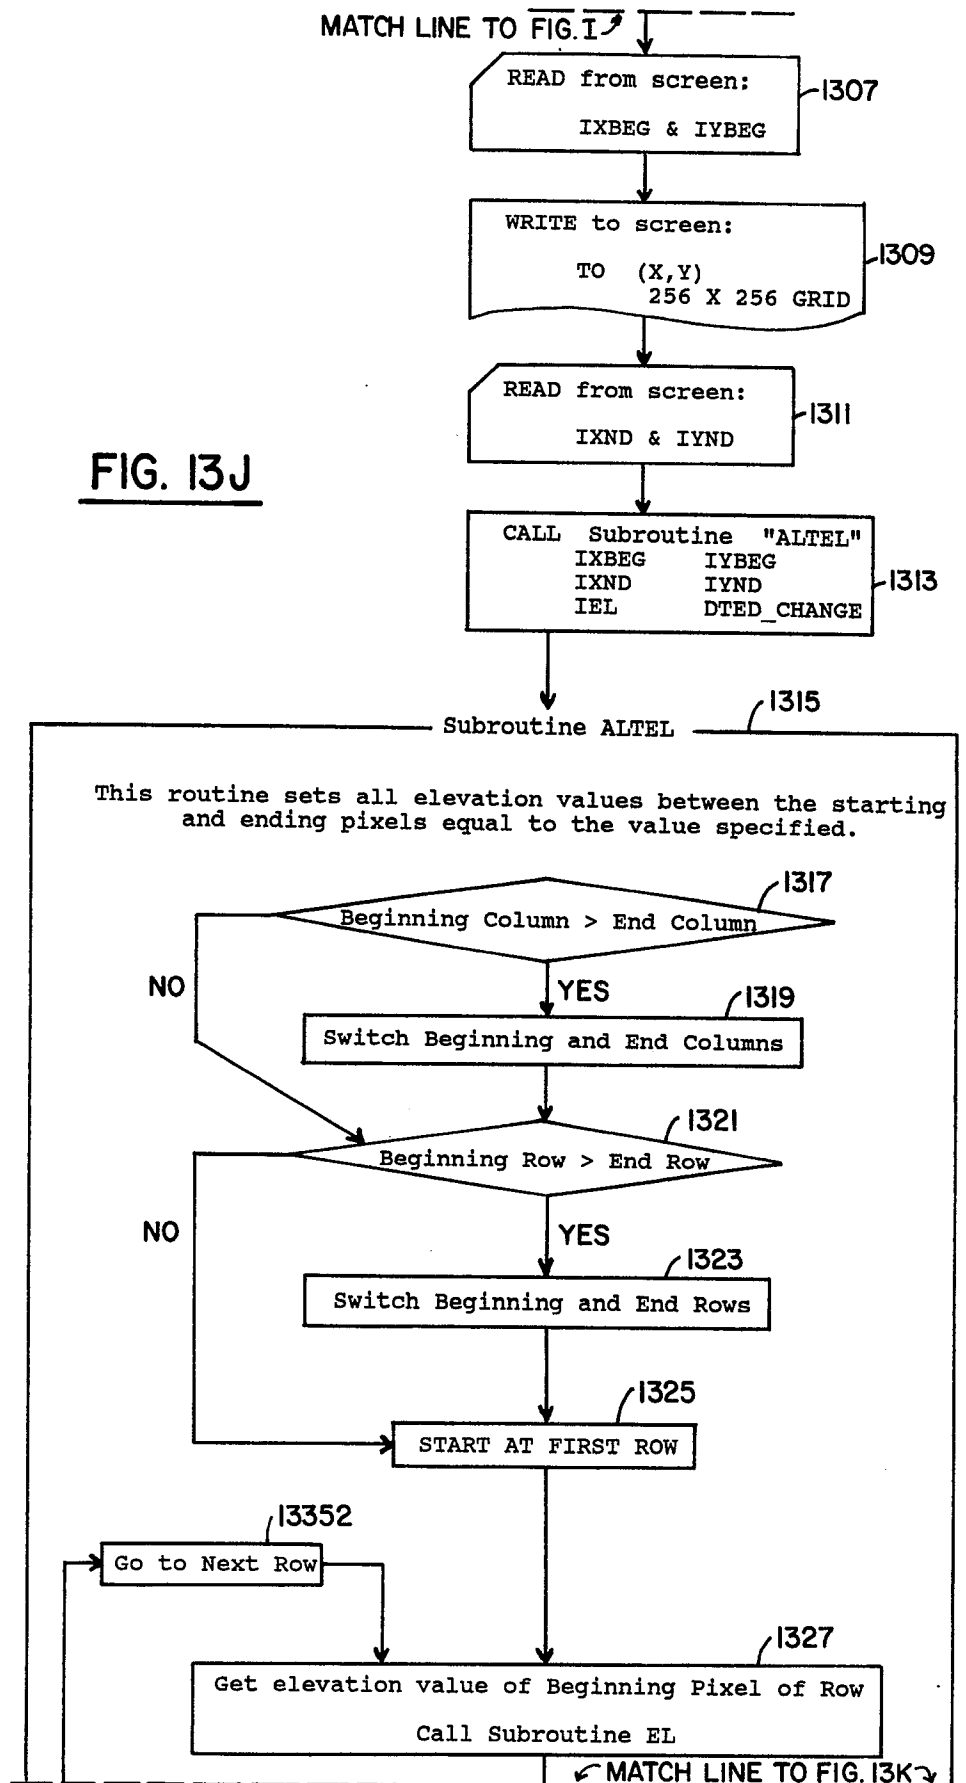 MATCH LINE TO FIG. I
READ from screen:
IXBEG & IYBEG
1307
WRITE to screen:
TO (X,Y)
256 X 256 GRID
1309
READ from screen:
IXND & IYND
1311
FIG. 13J
CALL Subroutine "ALTEL"
IXBEG IYBEG
IXND IYND
IEL DTED_CHANGE
1313
Subroutine ALTEL
1315
This routine sets all elevation values between the starting
and ending pixels equal to the value specified.
1317
Beginning Column > End Column
NO
YES
1319
Switch Beginning and End Columns
1321
Beginning Row > End Row
NO
YES
1323
Switch Beginning and End Rows
1325
START AT FIRST ROW
13352
Go to Next Row
1327
Get elevation value of Beginning Pixel of Row
Call Subroutine EL
MATCH LINE TO FIG. 13K